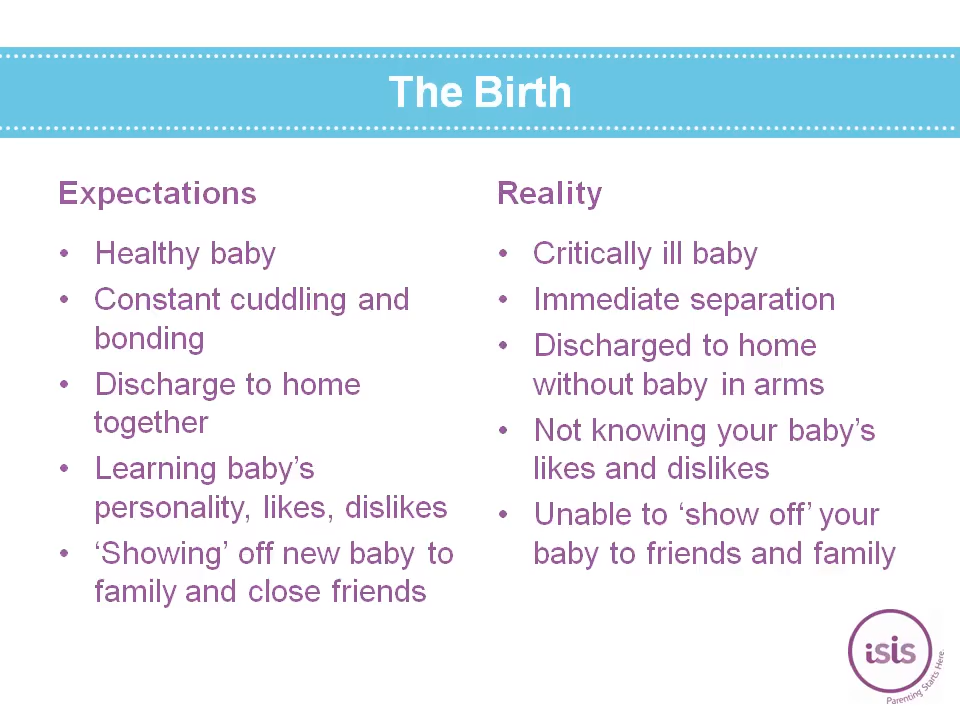 The Birth
Expectations
• Healthy baby
• Constant cuddling and
bonding
• Discharge to home
together
• Learning baby’s
personality, likes, dislikes
• ‘Showing’ off new baby to
family and close friends
Reality
• Critically ill baby
• Immediate separation
• Discharged to home
without baby in arms
• Not knowing your baby’s
likes and dislikes
• Unable to ‘show off’ your
baby to friends and family
isis
Parenting Starts Here.